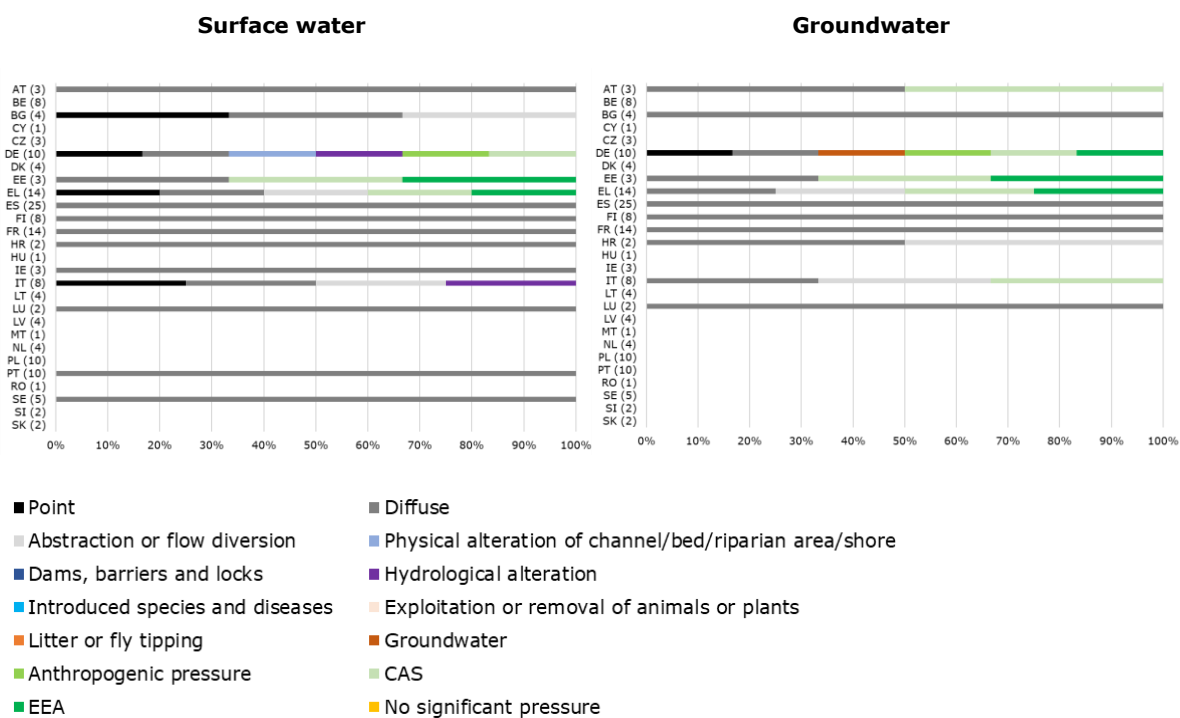 Surface water
Groundwater
AT (3)
BE (8)
BG (4)
CY (1)
CZ (3)
DE (10)
DK (4)
EE (3)
EL (14)
ES (25)
FI (8)
FR (14)
HR (2)
HU (1)
IE (3)
IT (8)
LT (4)
LU (2)
LV (4)
MT (1)
NL (4)
PL (10)
PT (10)
RO (1)
SE (5)
SI (2)
SK (2)
0% 10% 20% 30% 40% 50% 60% 70% 80% 90% 100%
AT (3)
BE (8)
BG (4)
CY (1)
CZ (3)
DE (10)
DK (4)
EE (3)
EL (14)
ES (25)
FI (8)
FR (14)
HR (2)
HU (1)
IE (3)
IT (8)
LT (4)
LU (2)
LV (4)
MT (1)
NL (4)
PL (10)
PT (10)
RO (1)
SE (5)
SI (2)
SK (2)
0% 10% 20% 30% 40% 50% 60% 70% 80% 90% 100%
Point
Diffuse
Abstraction or flow diversion
Physical alteration of channel/bed/riparian area/shore
Dams, barriers and locks
Hydrological alteration
Introduced species and diseases
Exploitation or removal of animals or plants
Litter or fly tipping
Groundwater
Anthropogenic pressure
CAS
EEA
No significant pressure